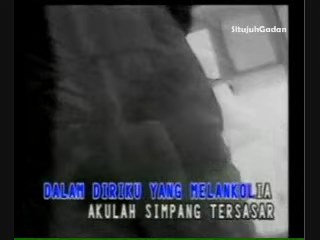 SitujuhGadan
DALAM DIRIKU YANG MELANKOLIA
AKULAH SIMPANG TERSASAR